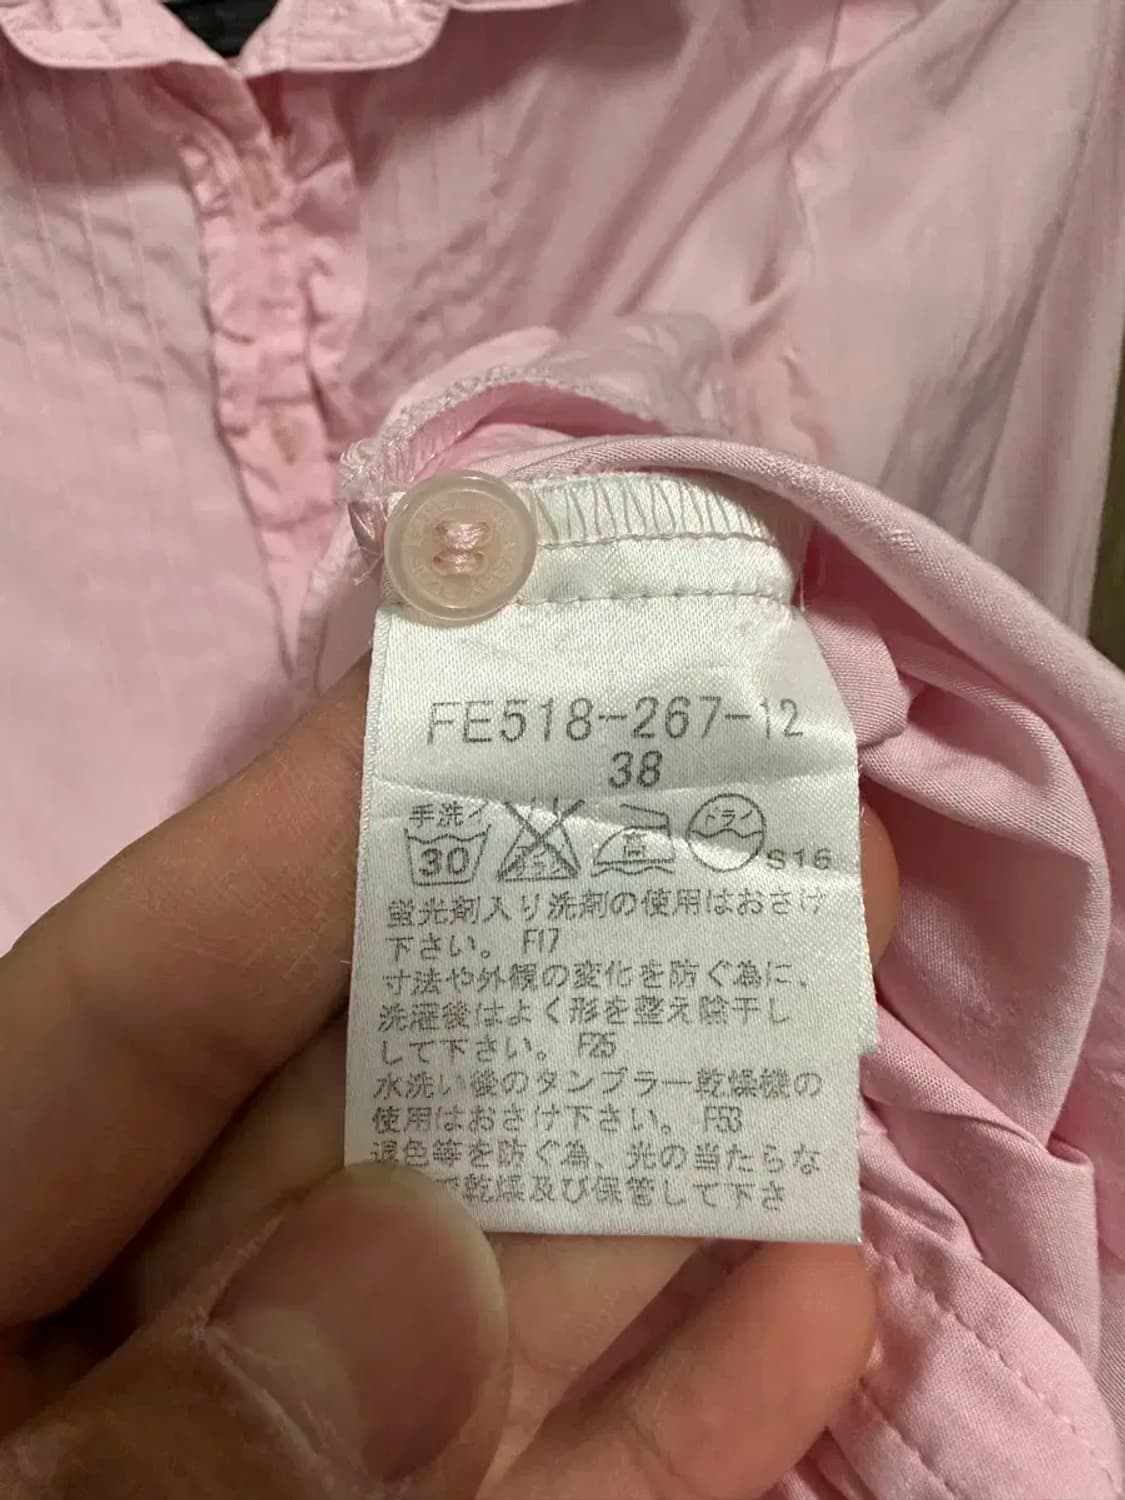 FE518-267-12
38
手洗イ
30
ドライ
S16
蛍光剤入り洗剤の使用はおさけ
下さい。 F17
寸法や外観の変化を防ぐ為に、
洗濯後はよく形を整え陰干し
して下さい。 F25
水洗い後のタンブラー乾燥機の
使用はおさけ下さい。 F53
退色等を防ぐ為、光の当たらな
で乾燥及び保管して下さ